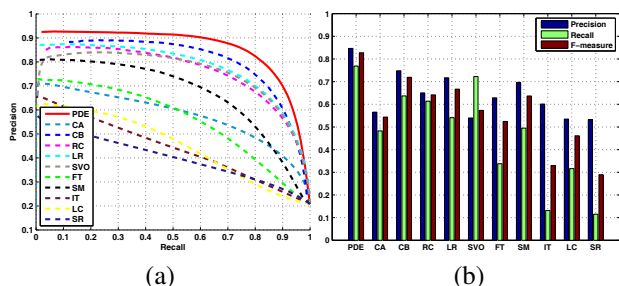 1
0.9
0.8
0.7
0.6
0.5
0.4
0.3
0.2
0.1
Precision
PDE
CA
CB
RC
LR
SVO
FT
SM
IT
LC
SR
0 0.1 0.2 0.3 0.4 0.5 0.6 0.7 0.8 0.9 1
Recall
(a)
1
0.9
0.8
0.7
0.6
0.5
0.4
0.3
0.2
0.1
0
Precision
Recall
F-measure
PDE CA CB RC LR SVO FT SM IT LC SR
(b)